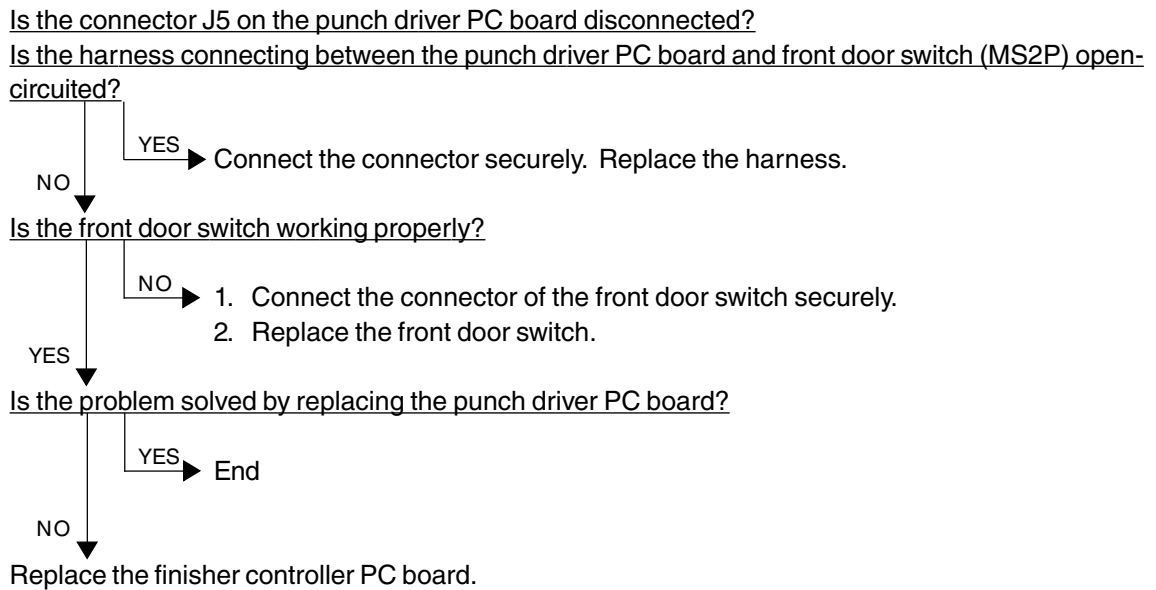 Is the connector J5 on the punch driver PC board disconnected?
Is the harness connecting between the punch driver PC board and front door switch (MS2P) open-
circuited?
YES
Connect the connector securely. Replace the harness.
NO
Is the front door switch working properly?
NO
1. Connect the connector of the front door switch securely.
2. Replace the front door switch.
YES
Is the problem solved by replacing the punch driver PC board?
YES
End
NO
Replace the finisher controller PC board.